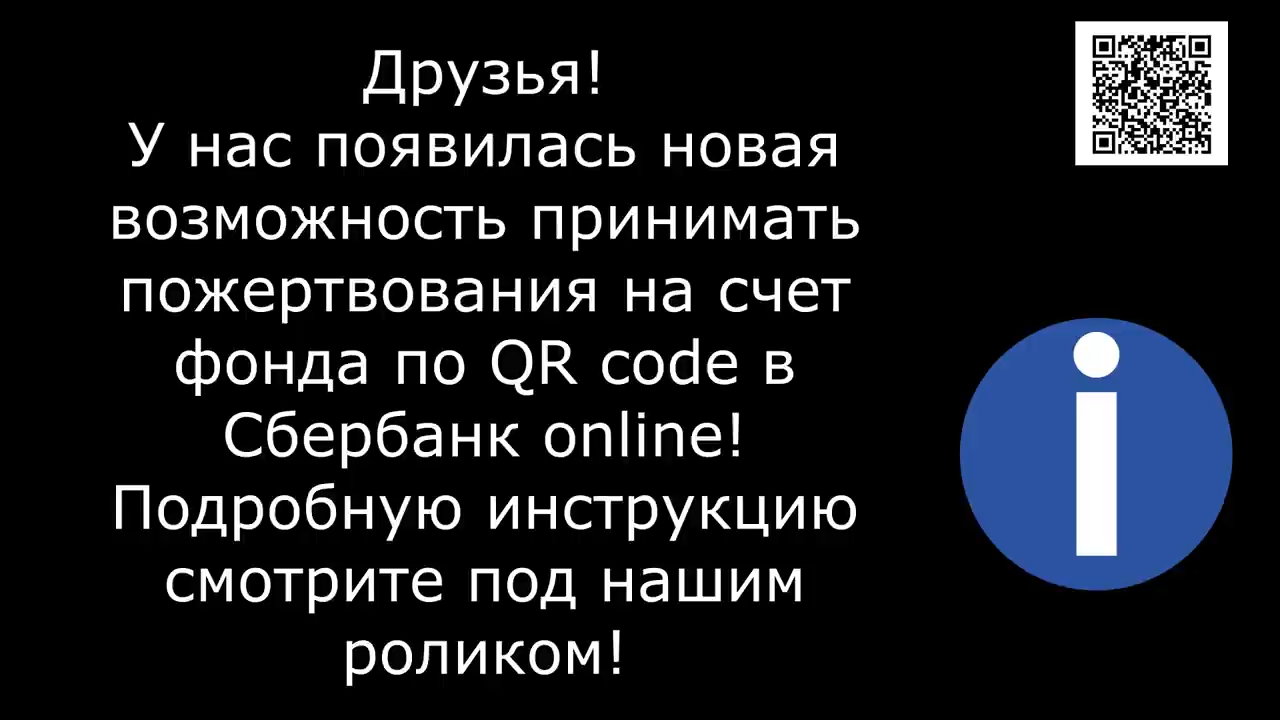 Друзья!
У нас появилась новая
возможность принимать
пожертвования на счет
фонда по QR code в
Сбербанк online!
Подробную инструкцию
смотрите под нашим
роликом!
i